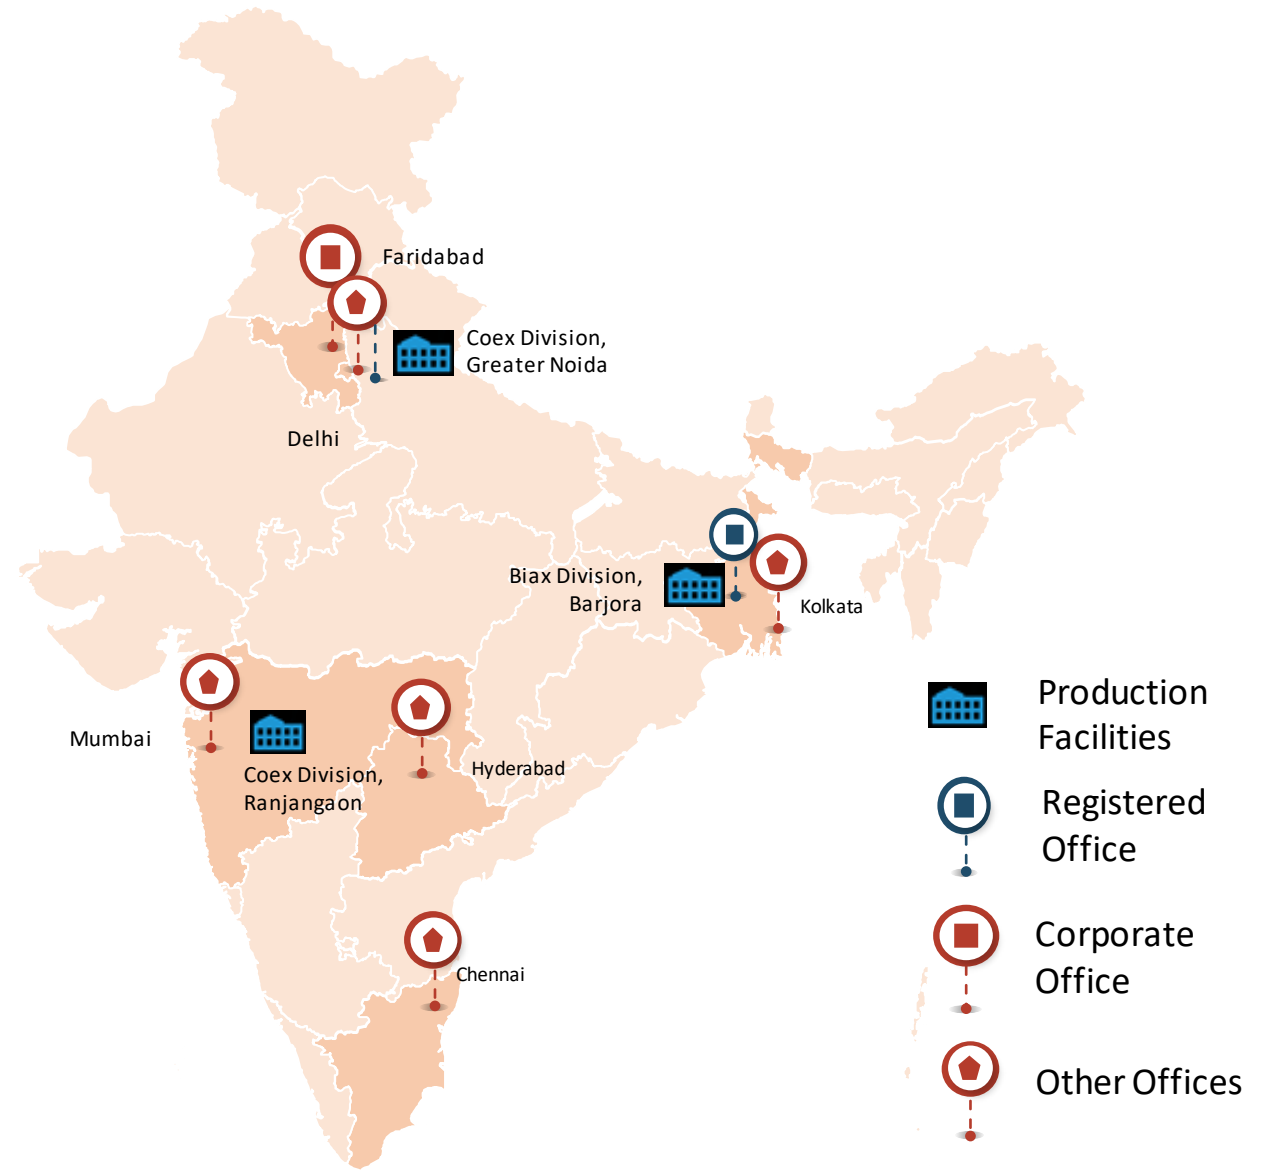 Faridabad
Coex Division,
Greater Noida
Delhi
Biax Division,
Barjora
Kolkata
Mumbai
Coex Division,
Ranjangaon
Hyderabad
Chennai
Production
Facilities
Registered
Office
Corporate
Office
Other Offices